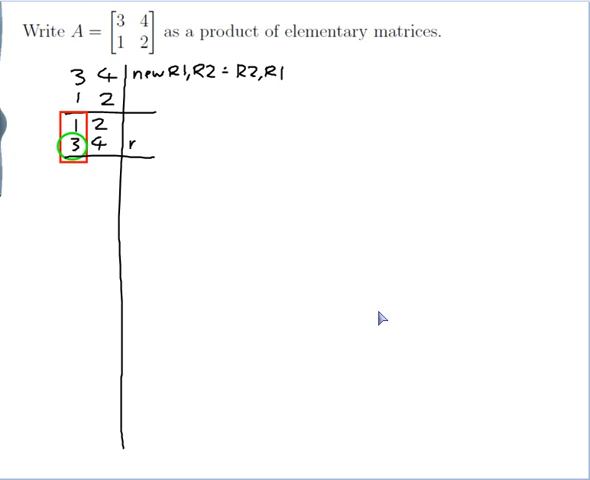 Write A = [3 4 1 2] as a product of elementary matrices.
3 4 new R1,R2 = R2,R1
1 2
1 2
3 4 r